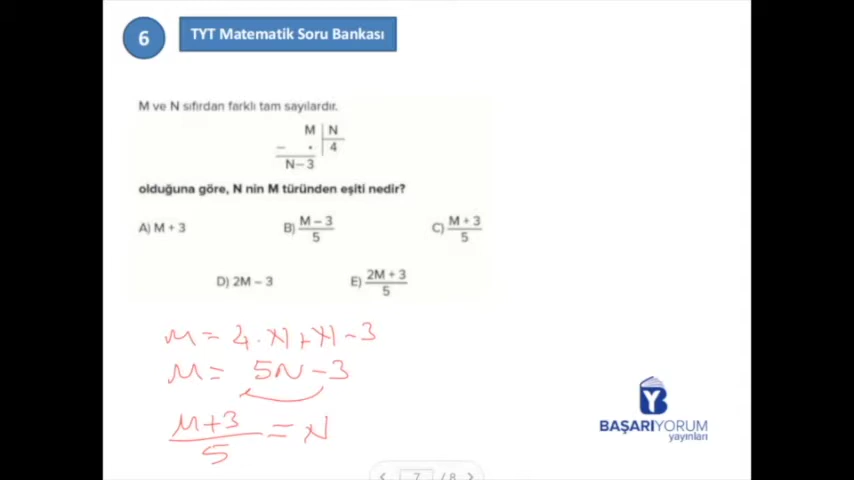 6
TYT Matematik Soru Bankası
M ve N sıfırdan farklı tam sayılardır.
M | N
− · | 4
N−3
olduğuna göre, N nin M türünden eşiti nedir?
A) M + 3 B) (M − 3)/5 C) (M + 3)/5
D) 2M − 3 E) (2M + 3)/5
M = 4·N+N−3
M = 5N−3
(M+3)/5 = N
BAŞARIYORUM
yayınları
7 / 8